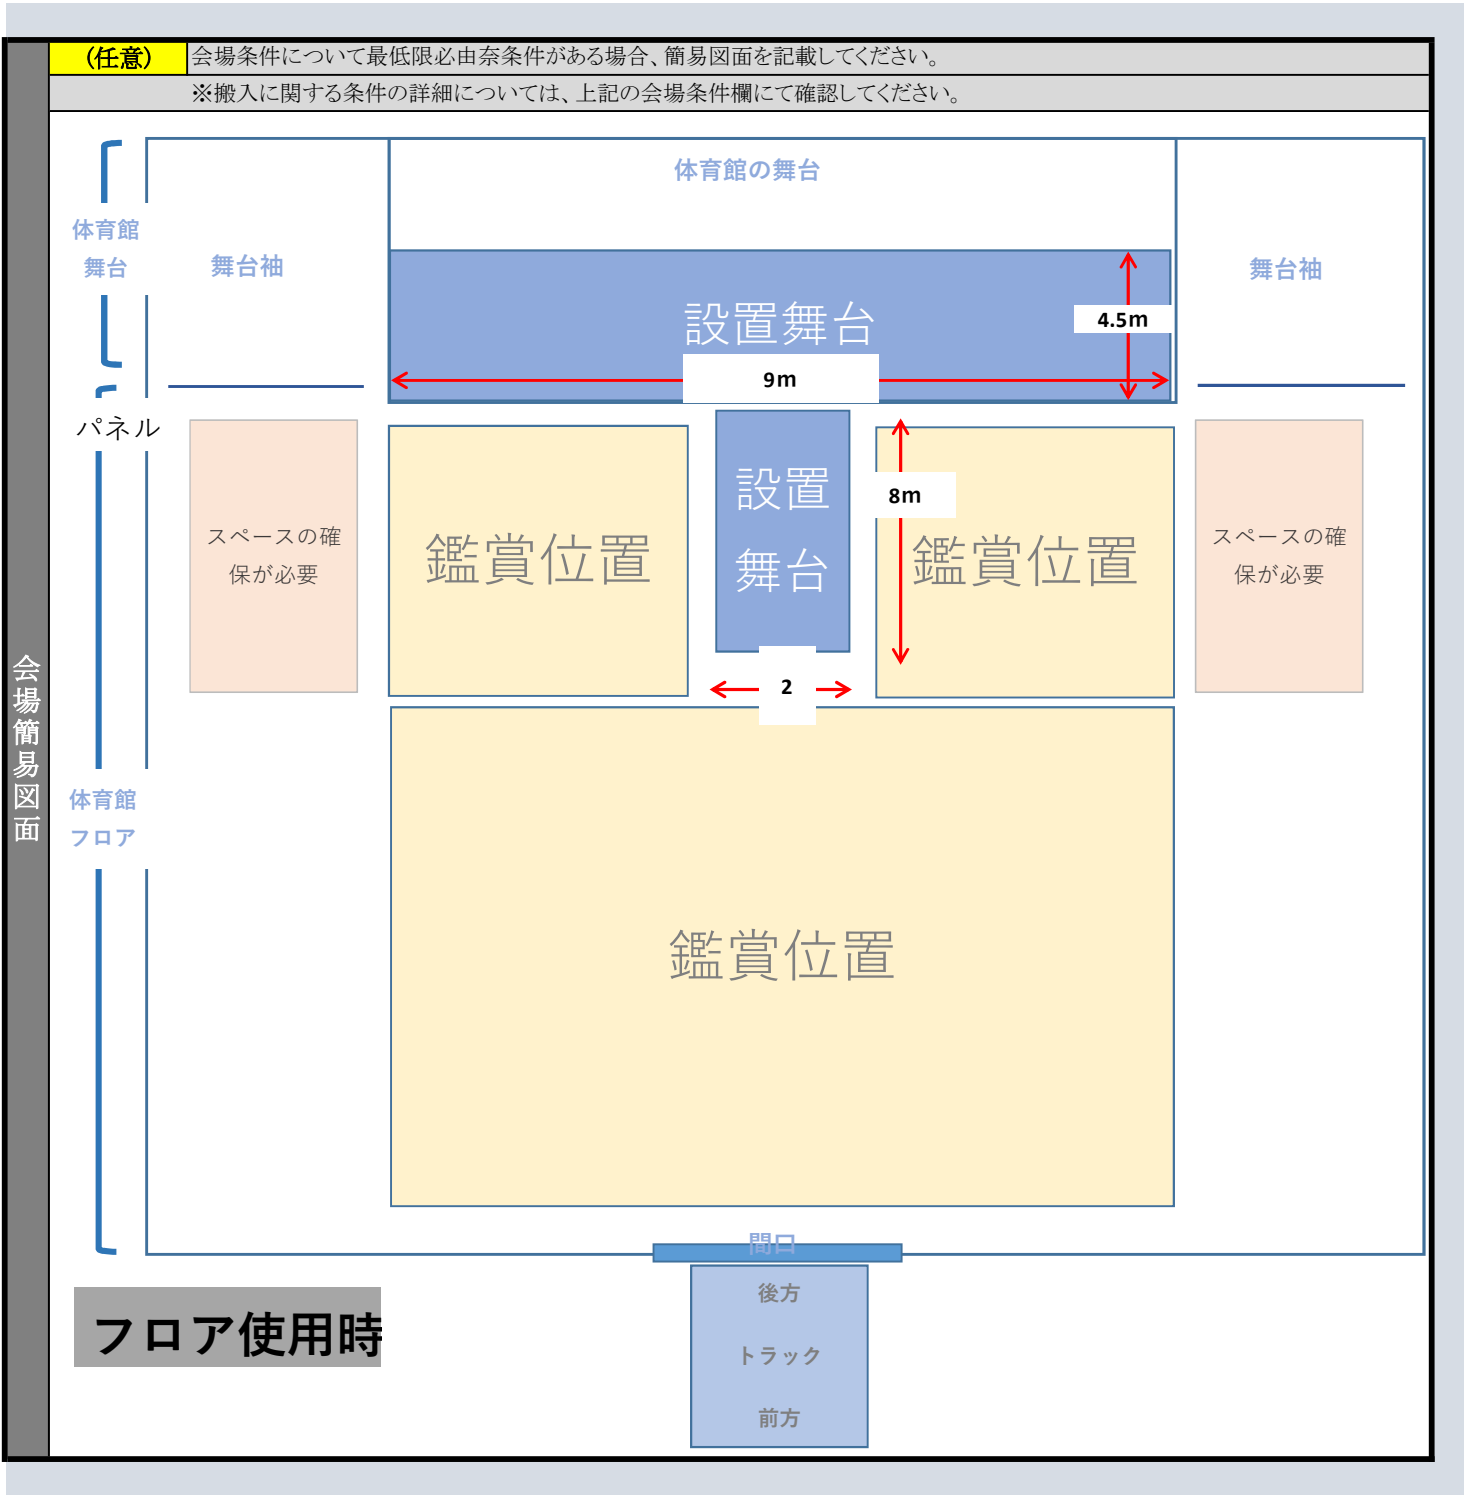 (任意)
会場条件について最低限必由奈条件がある場合、簡易図面を記載してください。
※搬入に関する条件の詳細については、上記の会場条件欄にて確認してください。
会場簡易図面
体育館の舞台
体育館
舞台
舞台袖
舞台袖
設置舞台
4.5m
9m
パネル
スペースの確
保が必要
鑑賞位置
設置
舞台
8m
鑑賞位置
スペースの確
保が必要
2
体育館
フロア
鑑賞位置
間口
後方
トラック
前方
フロア使用時